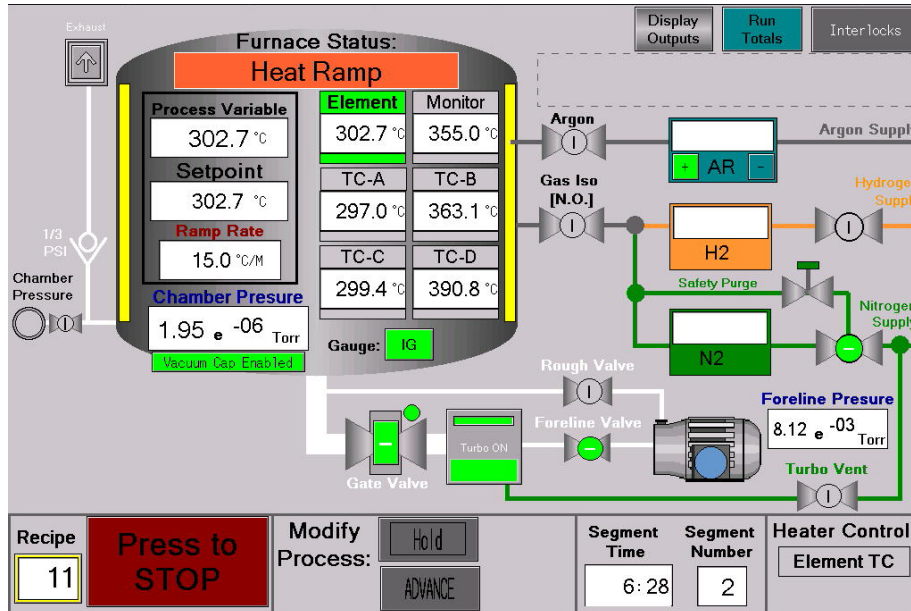 Exhaust
Display
Outputs
Run
Totals
Interlocks
Furnace Status:
Heat Ramp
Process Variable
302.7 °C
Setpoint
302.7 °C
Ramp Rate
15.0 °C/M
Element
302.7 °C
Monitor
355.0 °C
TC-A
297.0 °C
TC-B
363.1 °C
TC-C
299.4 °C
TC-D
390.8 °C
Chamber Presure
1.95 e -06 Torr
Vacuum Cap Enabled
Gauge: IG
1/3
PSI
Chamber
Pressure
Argon
I
+ AR -
Argon Suppl
Gas Iso
[N.O.]
I
H2
I
Hydroge
Suppl
Safety Purge
N2
Nitroge
Supply
Rough Valve
I
Foreline Valve
Gate Valve
Turbo ON
Foreline Presure
8.12 e -03 Torr
Turbo Vent
I
Recipe
11
Press to
STOP
Modify
Process:
Hold
ADVANCE
Segment
Time
6:28
Segment
Number
2
Heater Control
Element TC